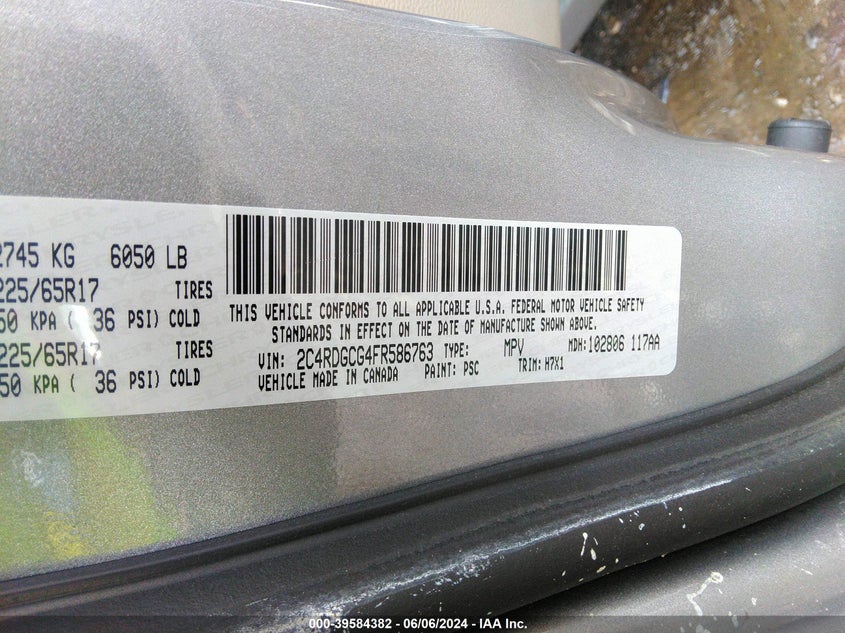 2745 KG 6050 LB
225/65R17 TIRES
50 KPA ( 36 PSI) COLD
225/65R17 TIRES
50 KPA ( 36 PSI) COLD
THIS VEHICLE CONFORMS TO ALL APPLICABLE U.S.A. FEDERAL MOTOR VEHICLE SAFETY
STANDARDS IN EFFECT ON THE DATE OF MANUFACTURE SHOWN ABOVE.
VIN: 2C4RDGCG4FR586763 TYPE: MPV MDH: 102806 117AA
VEHICLE MADE IN CANADA PAINT: PSC TRIM: H7X1
000-39584382 - 06/06/2024 - IAA Inc.